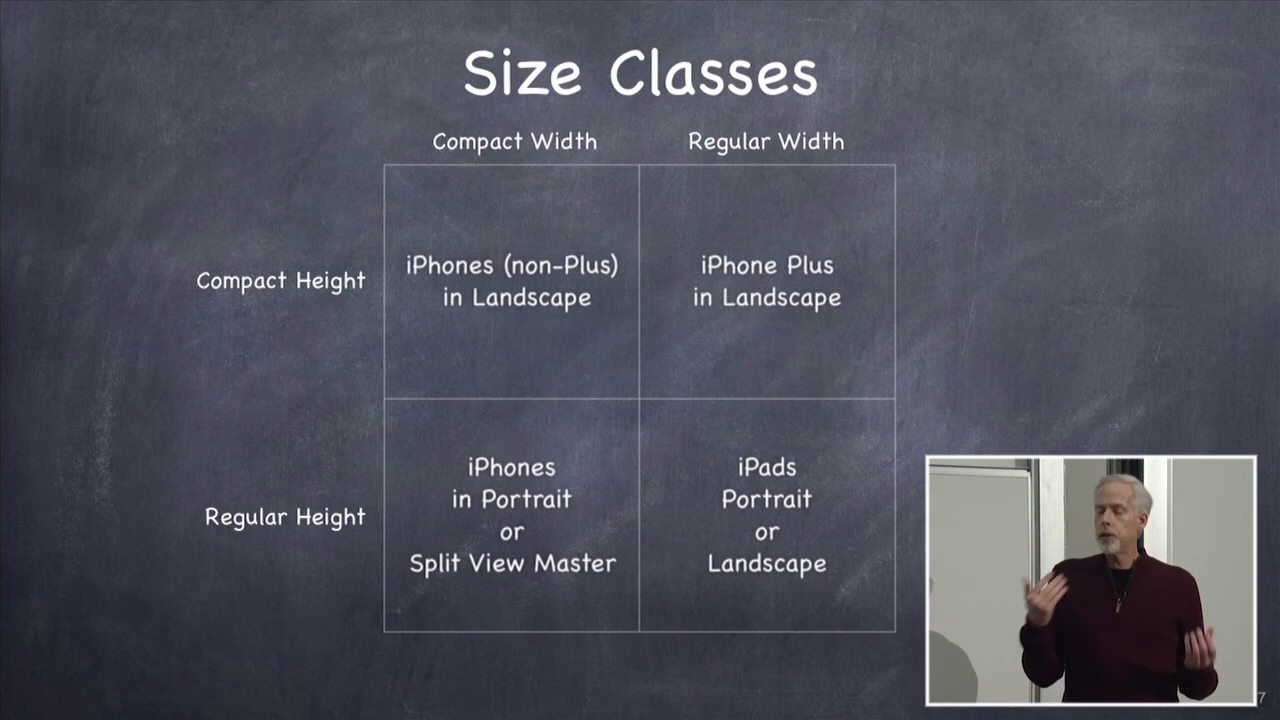 Size Classes
Compact Width
Regular Width
Compact Height
iPhones (non-Plus)
in Landscape
iPhone Plus
in Landscape
Regular Height
iPhones
in Portrait
or
Split View Master
iPads
Portrait
or
Landscape
7